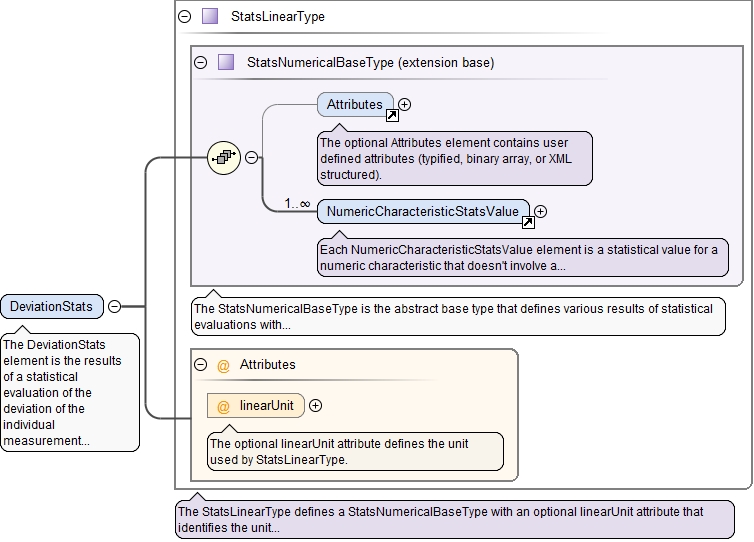 StatsLinearType
StatsNumericalBaseType (extension base)
Attributes
The optional Attributes element contains user
defined attributes (typified, binary array, or XML
structured).
1..∞
NumericCharacteristicStatsValue
Each NumericCharacteristicStatsValue element is a statistical value for a
numeric characteristic that doesn't involve a...
DeviationStats
The DeviationStats
element is the results
of a statistical
evaluation of the
deviation of the
individual
measurement...
The StatsNumericalBaseType is the abstract base type that defines various results of statistical
evaluations with...
@ Attributes
@ linearUnit
The optional linearUnit attribute defines the unit
used by StatsLinearType.
The StatsLinearType defines a StatsNumericalBaseType with an optional linearUnit attribute that
identifies the unit...